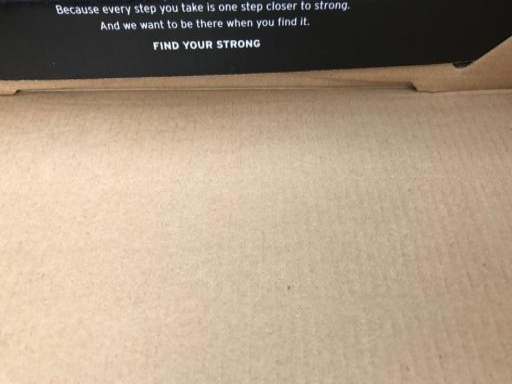 Because every step you take is one step closer to strong.
And we want to be there when you find it.
FIND YOUR STRONG